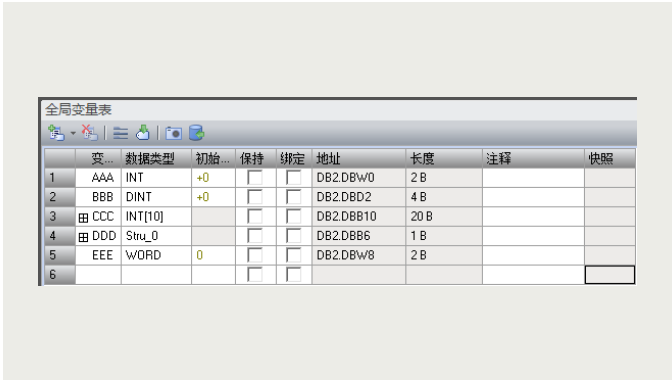 全局变量表
变... 数据类型 初始... 保持 绑定 地址 长度 注释 快照
1 AAA INT +0 DB2.DBW0 2 B
2 BBB DINT +0 DB2.DBD2 4 B
3 CCC INT[10] DB2.DBB10 20 B
4 DDD Stru_0 DB2.DBB6 1 B
5 EEE WORD 0 DB2.DBW8 2 B
6